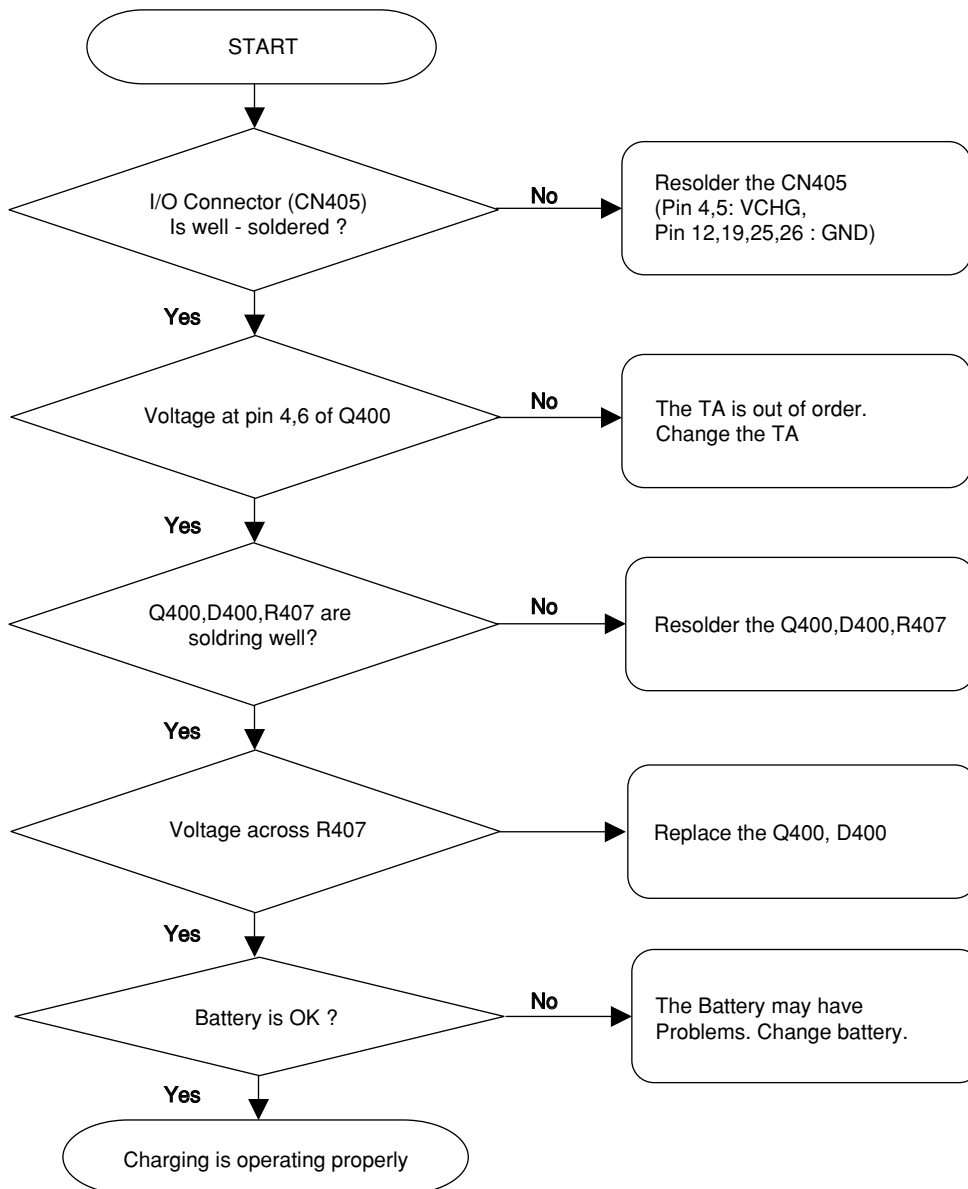 START
I/O Connector (CN405)
Is well - soldered ?
No
Resolder the CN405
(Pin 4,5: VCHG,
Pin 12,19,25,26 : GND)
Yes
Voltage at pin 4,6 of Q400
No
The TA is out of order.
Change the TA
Yes
Q400,D400,R407 are
soldring well?
No
Resolder the Q400,D400,R407
Yes
Voltage across R407
Replace the Q400, D400
Yes
Battery is OK ?
No
The Battery may have
Problems. Change battery.
Yes
Charging is operating properly